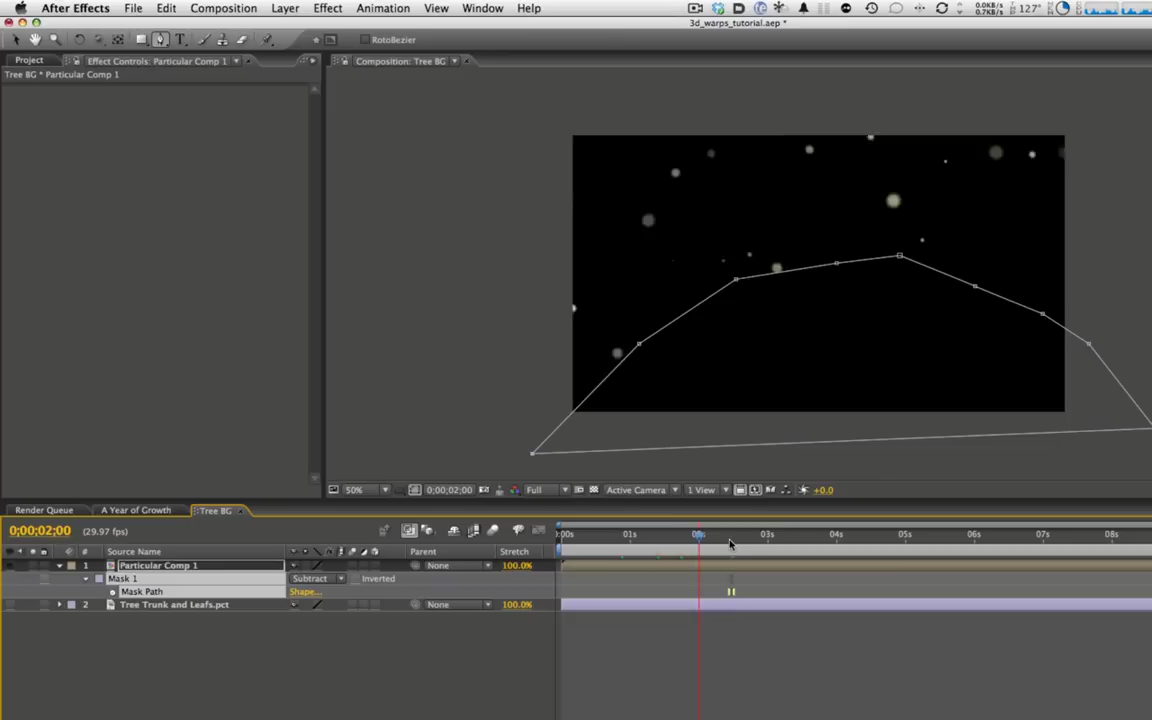 After Effects File Edit Composition Layer Effect Animation View Window Help 0.0KB/s 0.7KB/s 127°
3d_warps_tutorial.aep *
RotoBezier
Project Effect Controls: Particular Comp 1 Composition: Tree BG
Tree BG * Particular Comp 1
50% 0;00;02;00 Full Active Camera 1 View +0.0
Render Queue A Year of Growth Tree BG
0;00;02;00 (29.97 fps) :00s 01s 03s 04s 05s 06s 07s 08s
# Source Name Parent Stretch
1 Particular Comp 1 None 100.0%
Mask 1 Subtract Inverted
Mask Path Shape...
2 Tree Trunk and Leafs.pct None 100.0%